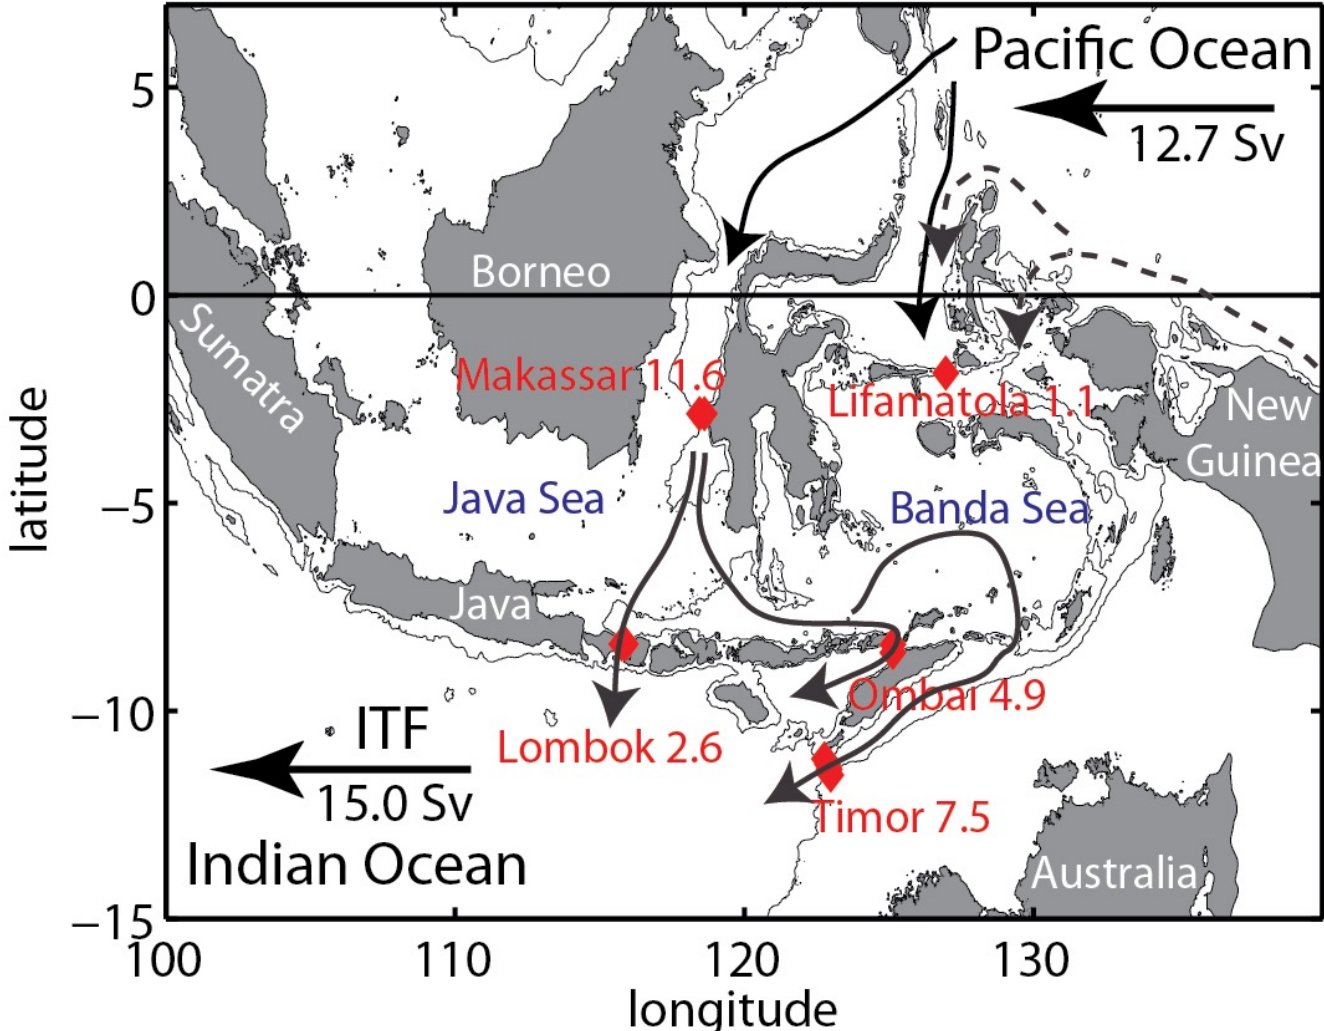 Pacific Ocean
12.7 Sv
Borneo
Sumatra
Makassar 11.6
Lifamatola 1.1
New
Guinea
Java Sea
Banda Sea
Java
Ombai 4.9
ITF
Lombok 2.6
15.0 Sv
Timor 7.5
Indian Ocean
Australia
latitude
5
0
−5
−10
−15
100
110
120
130
longitude